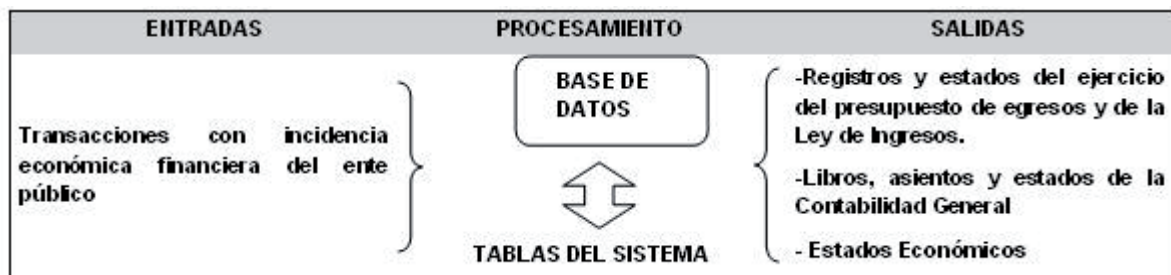 ENTRADAS PROCESAMIENTO SALIDAS
Transacciones con incidencia
económica financiera del ente
público
BASE DE
DATOS
TABLAS DEL SISTEMA
-Registros y estados del ejercicio
del presupuesto de egresos y de la
Ley de Ingresos.
-Libros, asientos y estados de la
Contabilidad General
- Estados Económicos